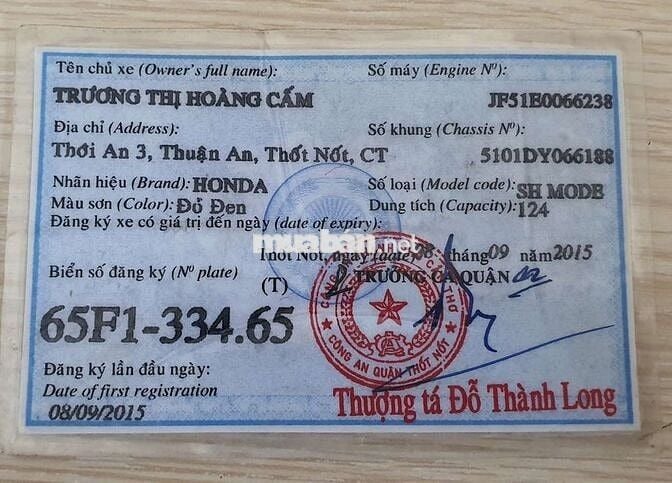 Tên chủ xe (Owner's full name):
Số máy (Engine Nº):
TRƯƠNG THỊ HOÀNG CẤM
JF51E0066238
Địa chỉ (Address):
Số khung (Chassis Nº):
Thới An 3, Thuận An, Thốt Nốt, CT
5101DY066188
Nhãn hiệu (Brand): HONDA
Số loại (Model code): SH MODE
Màu sơn (Color): Đỏ Đen
Dung tích (Capacity): 124
Đăng ký xe có giá trị đến ngày (date of expiry):
muaban.net
Thốt Nốt, ngày (date) 08 tháng 09 năm 2015
Biển số đăng ký (Nº plate)
(T)
TRƯỞNG CA QUẬN
65F1-334.65
CÔNG AN QUẬN THỐT NỐT
Đăng ký lần đầu ngày:
Date of first registration
08/09/2015
Thượng tá Đỗ Thành Long